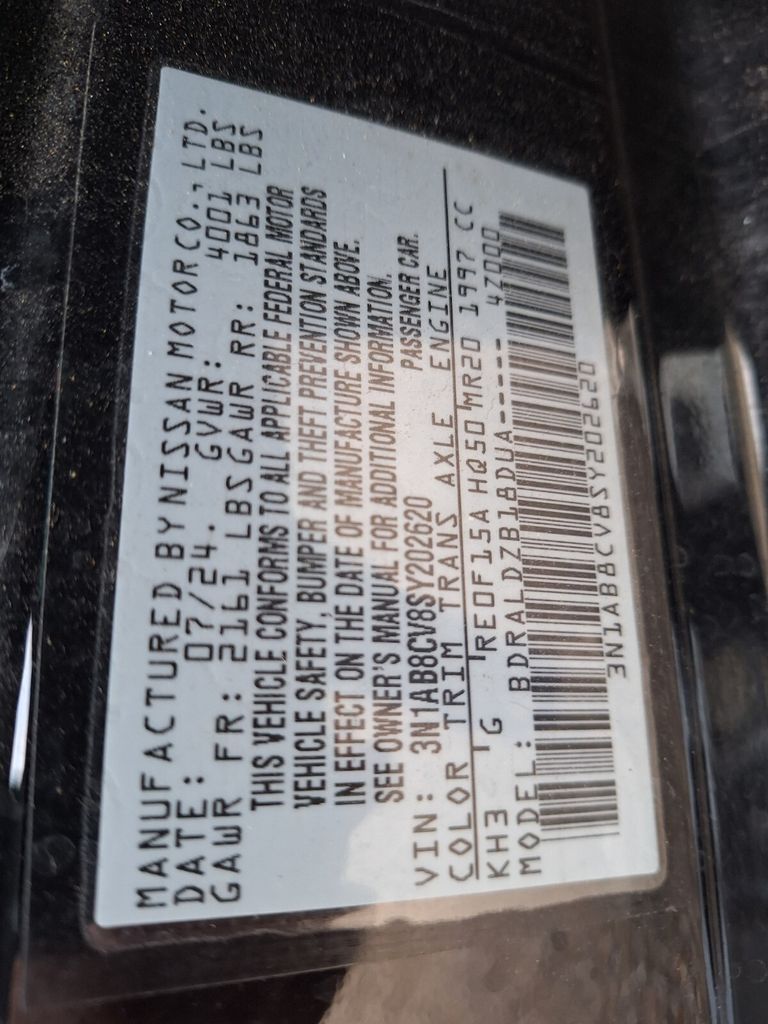 MANUFACTURED BY NISSAN MOTOR CO., LTD.
DATE: 07/24. GVWR: 4001 LBS
GAWR FR: 2161 LBS GAWR RR: 1863 LBS
THIS VEHICLE CONFORMS TO ALL APPLICABLE FEDERAL MOTOR
VEHICLE SAFETY, BUMPER AND THEFT PREVENTION STANDARDS
IN EFFECT ON THE DATE OF MANUFACTURE SHOWN ABOVE.
SEE OWNER'S MANUAL FOR ADDITIONAL INFORMATION.
VIN: 3N1AB8CV8SY202620 PASSENGER CAR.
COLOR TRIM TRANS AXLE ENGINE
KH3 G RE0F15A HQ50 MR20 1997 CC
MODEL: BDRALDZB18DUA----- 47000
3N1AB8CV8SY202620